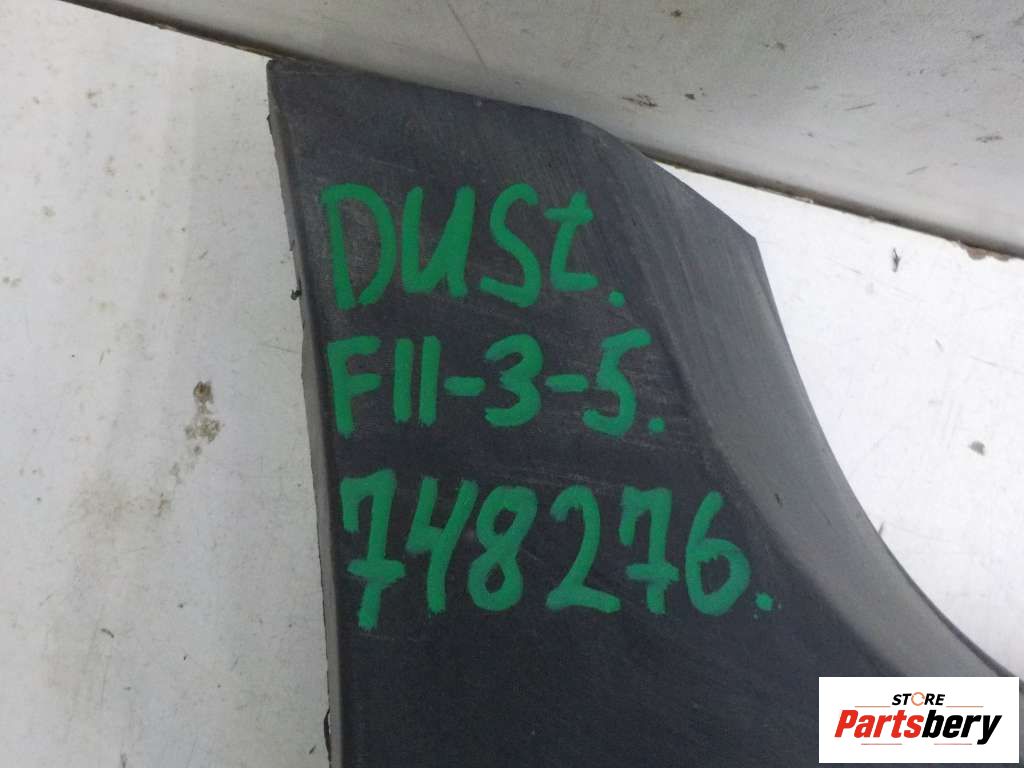 DUSt.
F11-3-5.
748276.
STORE
Partsbery